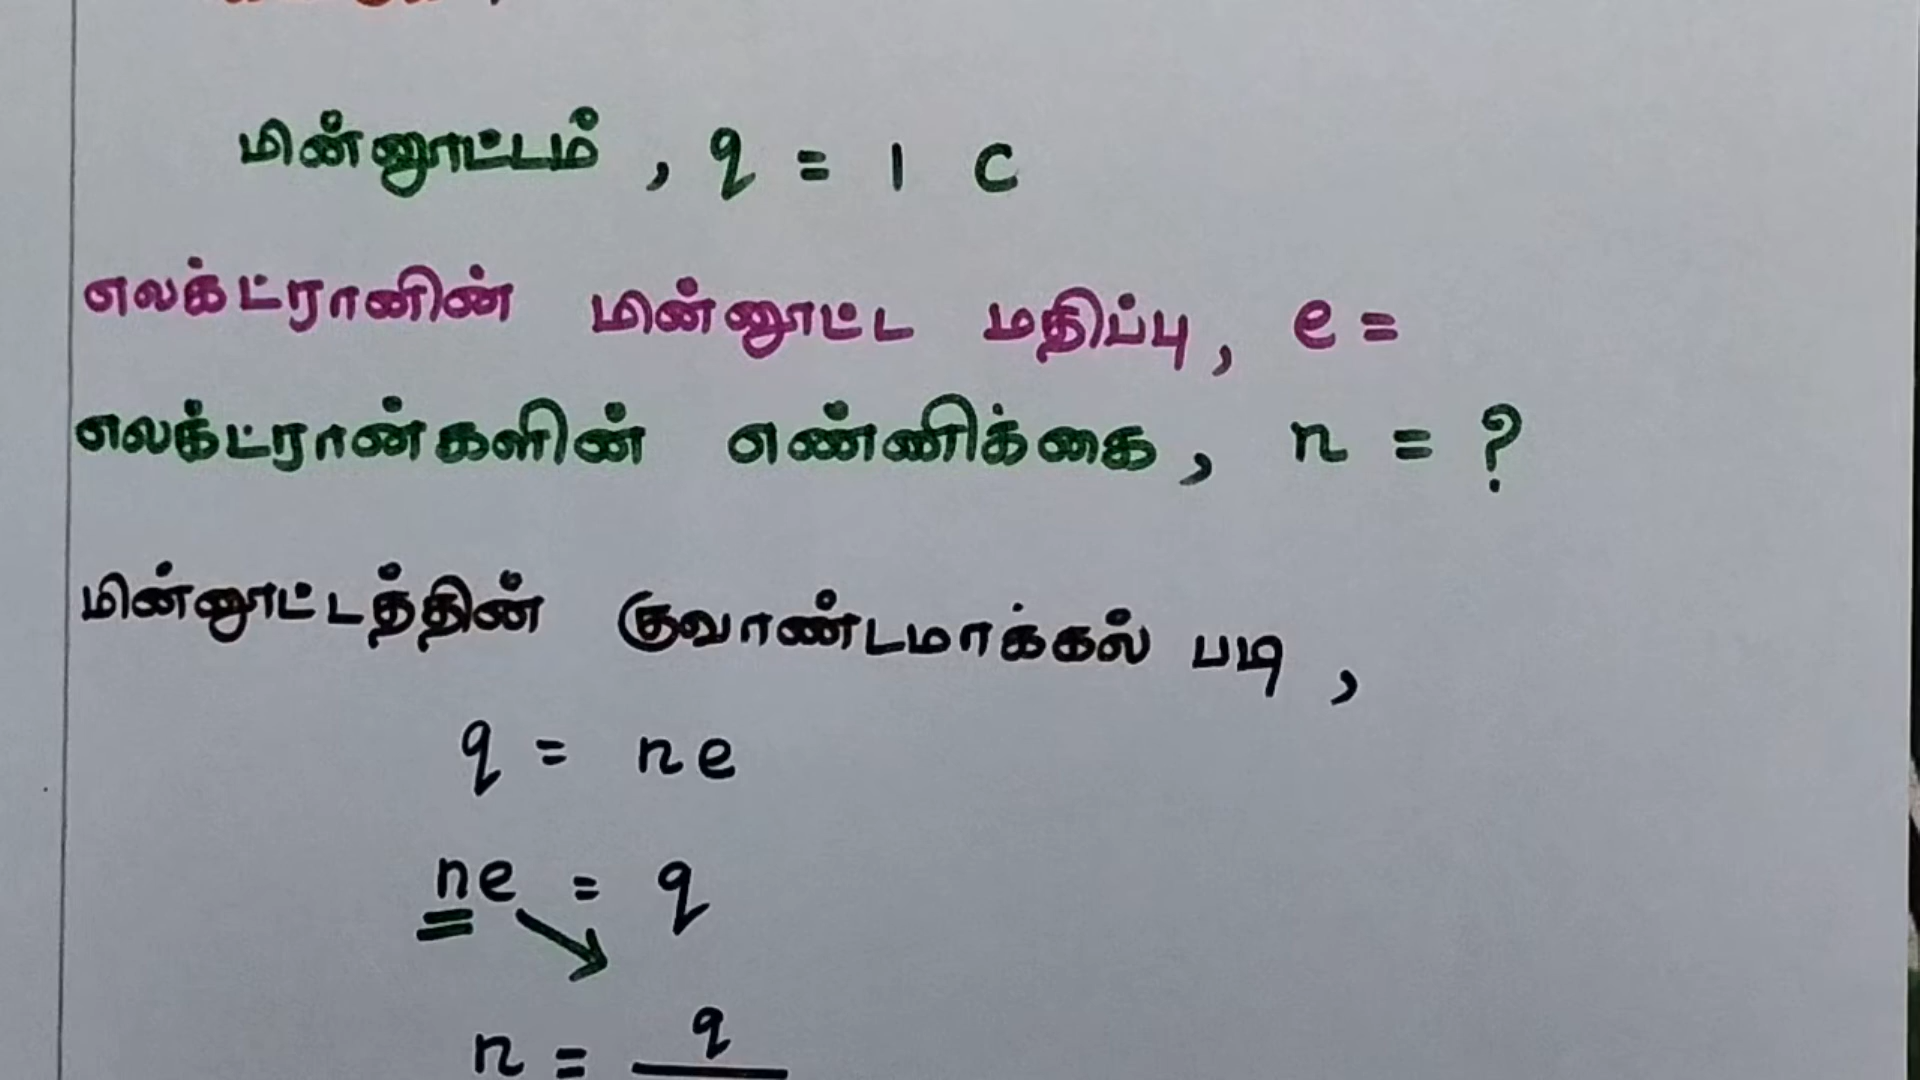 மின்னூட்டம், q = 1 C
எலக்ட்ரானின் மின்னூட்ட மதிப்பு, e =
எலக்ட்ரான்களின் எண்ணிக்கை, n = ?
மின்னூட்டத்தின் குவாண்டமாக்கல் படி,
q = ne
ne = q
n = q